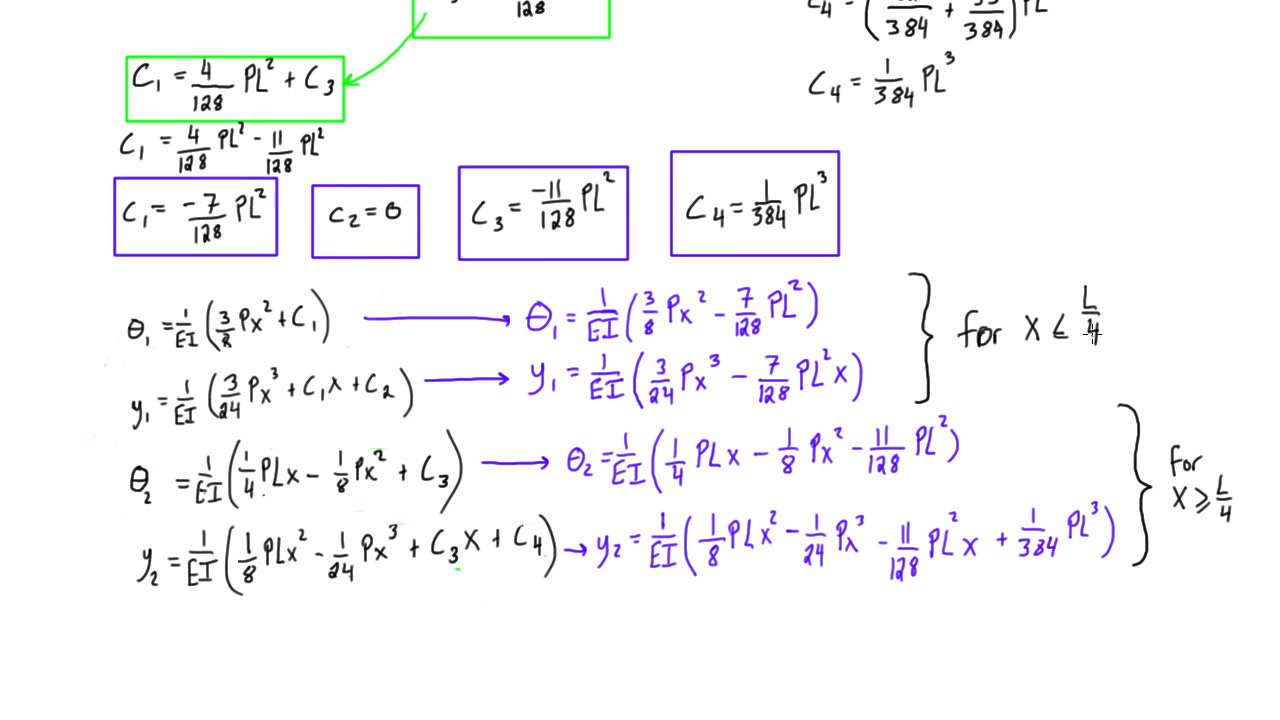 128
C₁ = 4/128 PL² + C₃
C₁ = 4/128 PL² - 11/128 PL²
C₁ = -7/128 PL²
C₂ = 0
C₃ = -11/128 PL²
C₄ = 1/384 PL³
384 + 384) PL
C₄ = 1/384 PL³
θ₁ = 1/EI (3/8 Px² + C₁) → θ₁ = 1/EI (3/8 Px² - 7/128 PL²)
y₁ = 1/EI (3/24 Px³ + C₁x + C₂) → y₁ = 1/EI (3/24 Px³ - 7/128 PL²x)
} for x ≤ L/4
θ₂ = 1/EI (1/4 PLx - 1/8 Px² + C₃) → θ₂ = 1/EI (1/4 PLx - 1/8 Px² - 11/128 PL²)
y₂ = 1/EI (1/8 PLx² - 1/24 Px³ + C₃x + C₄) → y₂ = 1/EI (1/8 PLx² - 1/24 Px³ - 11/128 PL²x + 1/384 PL³)
} for
x ≥ L/4